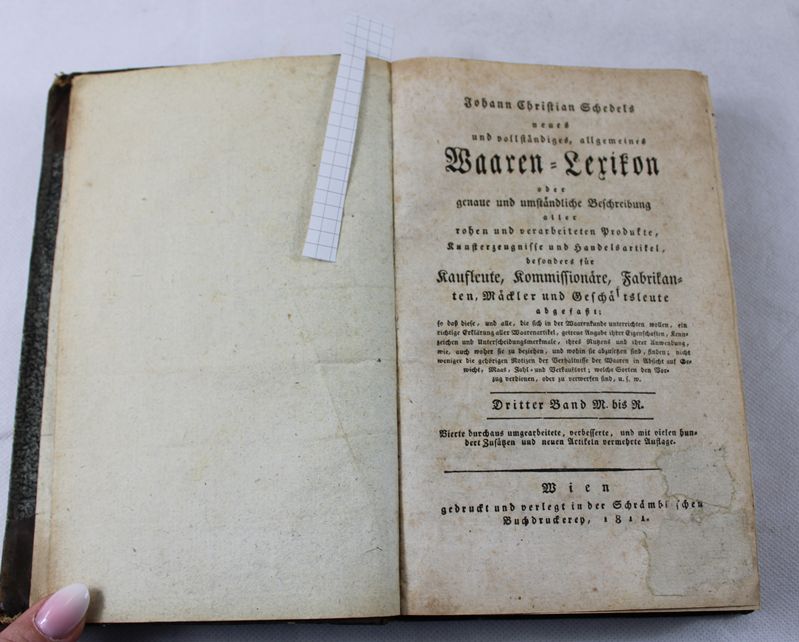 Johann Christian Schedels
neues
und vollständiges, allgemeines
Waaren-Lexikon
oder
genaue und umständliche Beschreibung
aller
rohen und verarbeiteten Produkte,
Kunsterzeugnisse und Handelsartikel,
besonders für
Kaufleute, Kommissionäre, Fabrikan-
ten, Mäckler und Geschäftsleute
abgefaßt;
so daß diese, und alle, die sich in der Waarenkunde unterrichten wollen, ein
richtige Erklärung aller Waarenartikel, getreue Angabe ihrer Eigenschaften, Kenn-
zeichen und Unterscheidungsmerkmale, ihres Nutzens und ihrer Anwendung,
wie, auch woher sie zu beziehen, und wohin sie abzusetzen sind, finden; nicht
weniger die gehörigen Notizen der Verhältnisse der Waaren in Absicht auf Ge-
wicht, Maas, Zahl- und Verkaufsort; welche Sorten den Vor-
zug verdienen, oder zu verwerfen sind, u. s. w.
Dritter Band M. bis R.
Vierte durchaus umgearbeitete, verbesserte, und mit vielen hun-
dert Zusätzen und neuen Artikeln vermehrte Auflage.
Wien
gedruckt und verlegt in der Schrämblschen
Buchdruckerey, 1811.